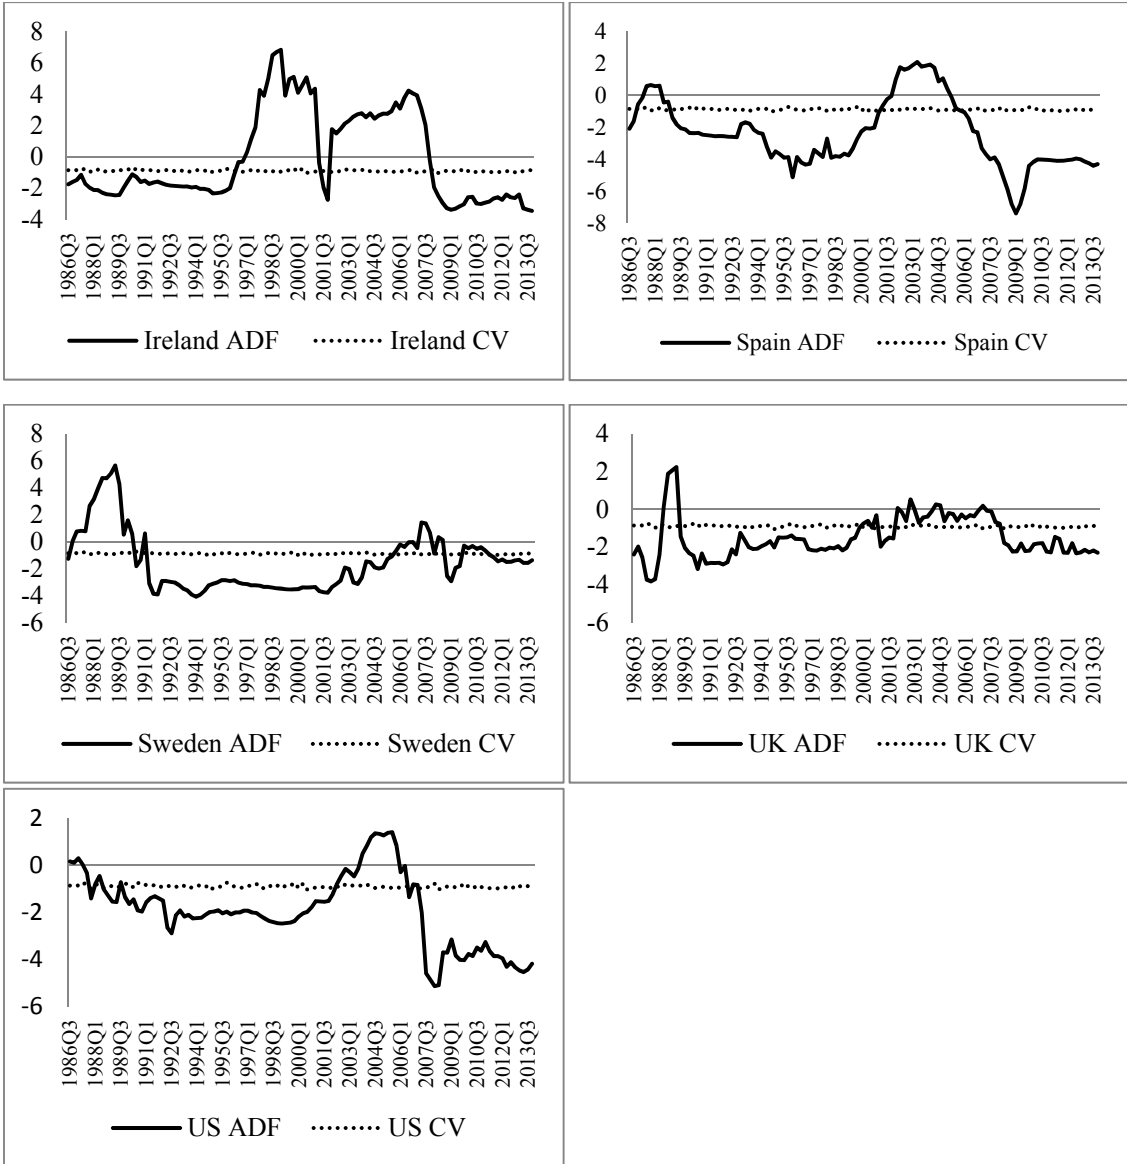 8
6
4
2
0
-2
-4
1986Q3
1988Q1
1989Q3
1991Q1
1992Q3
1994Q1
1995Q3
1997Q1
1998Q3
2000Q1
2001Q3
2003Q1
2004Q3
2006Q1
2007Q3
2009Q1
2010Q3
2012Q1
2013Q3
Ireland ADF Ireland CV
4
2
0
-2
-4
-6
-8
1986Q3
1988Q1
1989Q3
1991Q1
1992Q3
1994Q1
1995Q3
1997Q1
1998Q3
2000Q1
2001Q3
2003Q1
2004Q3
2006Q1
2007Q3
2009Q1
2010Q3
2012Q1
2013Q3
Spain ADF Spain CV
8
6
4
2
0
-2
-4
-6
1986Q3
1988Q1
1989Q3
1991Q1
1992Q3
1994Q1
1995Q3
1997Q1
1998Q3
2000Q1
2001Q3
2003Q1
2004Q3
2006Q1
2007Q3
2009Q1
2010Q3
2012Q1
2013Q3
Sweden ADF Sweden CV
4
2
0
-2
-4
-6
1986Q3
1988Q1
1989Q3
1991Q1
1992Q3
1994Q1
1995Q3
1997Q1
1998Q3
2000Q1
2001Q3
2003Q1
2004Q3
2006Q1
2007Q3
2009Q1
2010Q3
2012Q1
2013Q3
UK ADF UK CV
2
0
-2
-4
-6
1986Q3
1988Q1
1989Q3
1991Q1
1992Q3
1994Q1
1995Q3
1997Q1
1998Q3
2000Q1
2001Q3
2003Q1
2004Q3
2006Q1
2007Q3
2009Q1
2010Q3
2012Q1
2013Q3
US ADF US CV